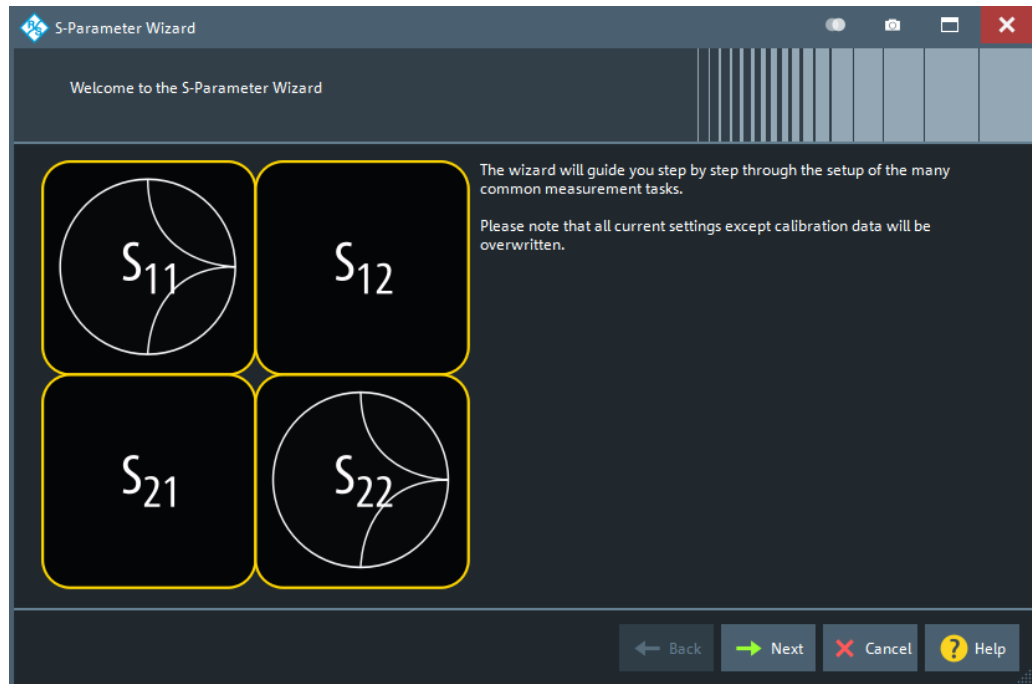 S-Parameter Wizard
Welcome to the S-Parameter Wizard
The wizard will guide you step by step through the setup of the many
common measurement tasks.
Please note that all current settings except calibration data will be
overwritten.
S11
S12
S21
S22
Back
Next
Cancel
? Help